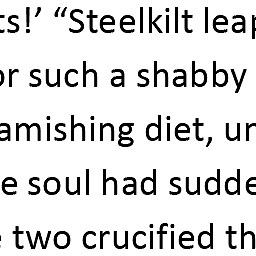 ts!’ “Steelkilt leap
or such a shabby
amishing diet, un
e soul had sudde
two crucified th